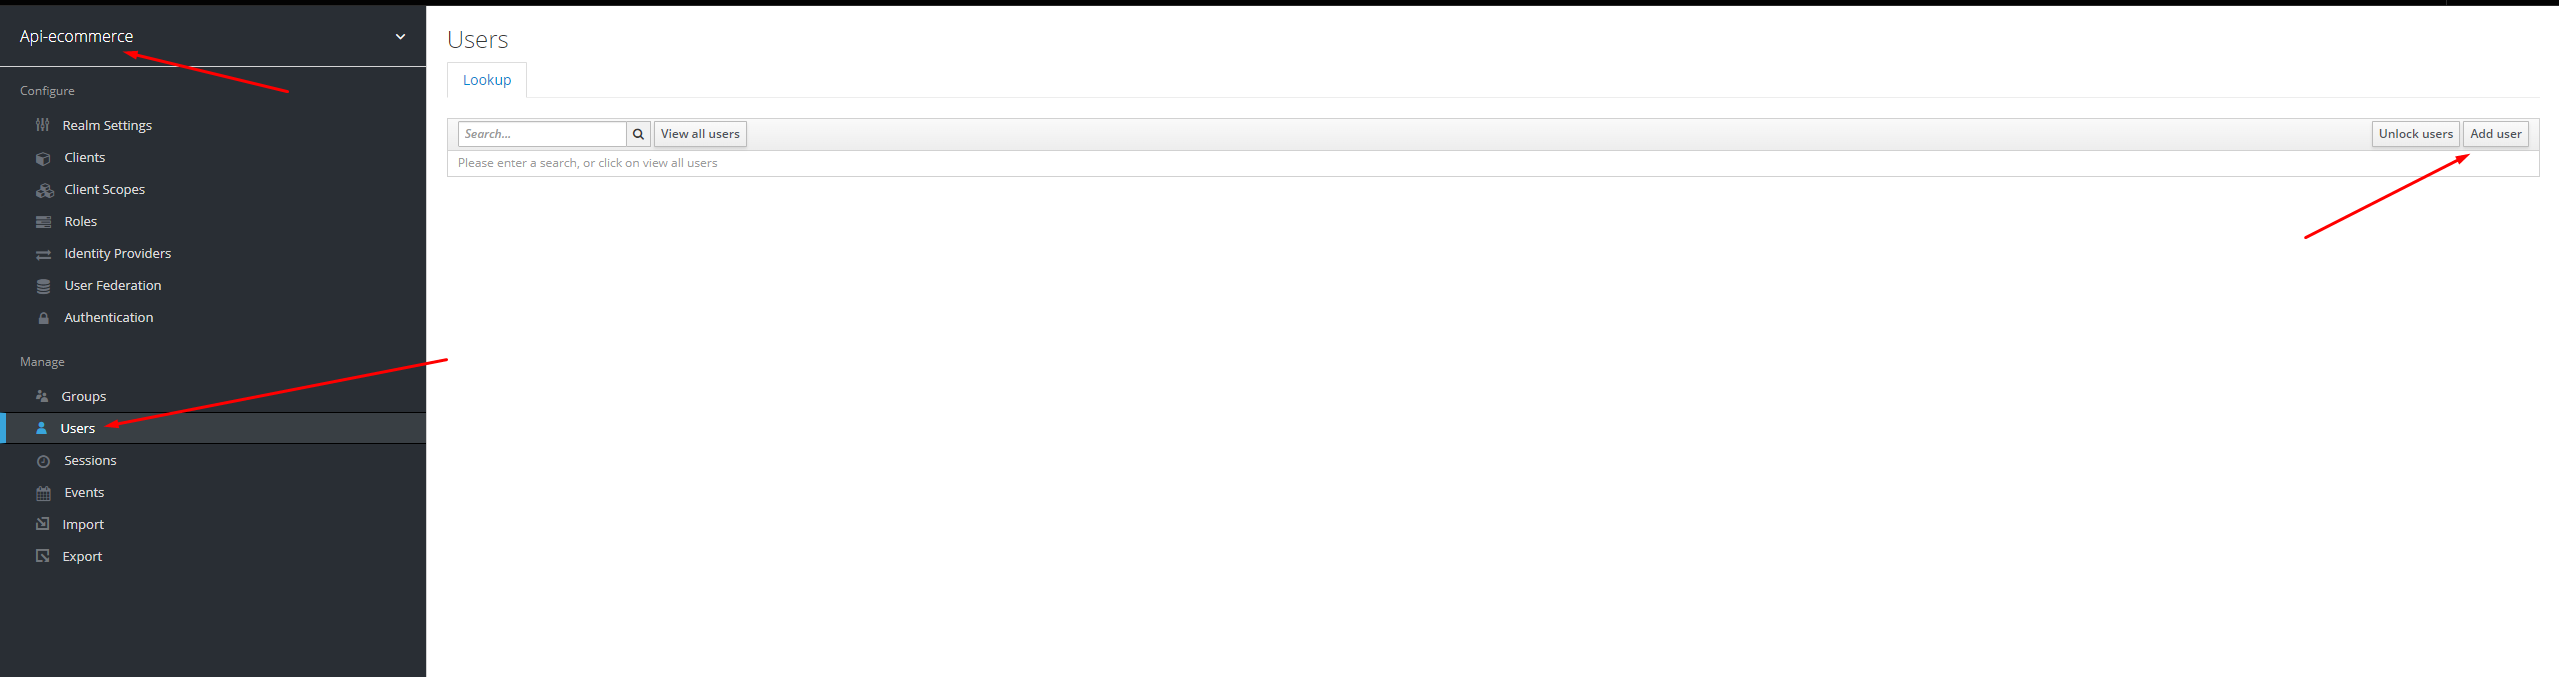 Api-ecommerce
Configure
Realm Settings
Clients
Client Scopes
Roles
Identity Providers
User Federation
Authentication
Manage
Groups
Users
Sessions
Events
Import
Export
Users
Lookup
Search... View all users Unlock users Add user
Please enter a search, or click on view all users